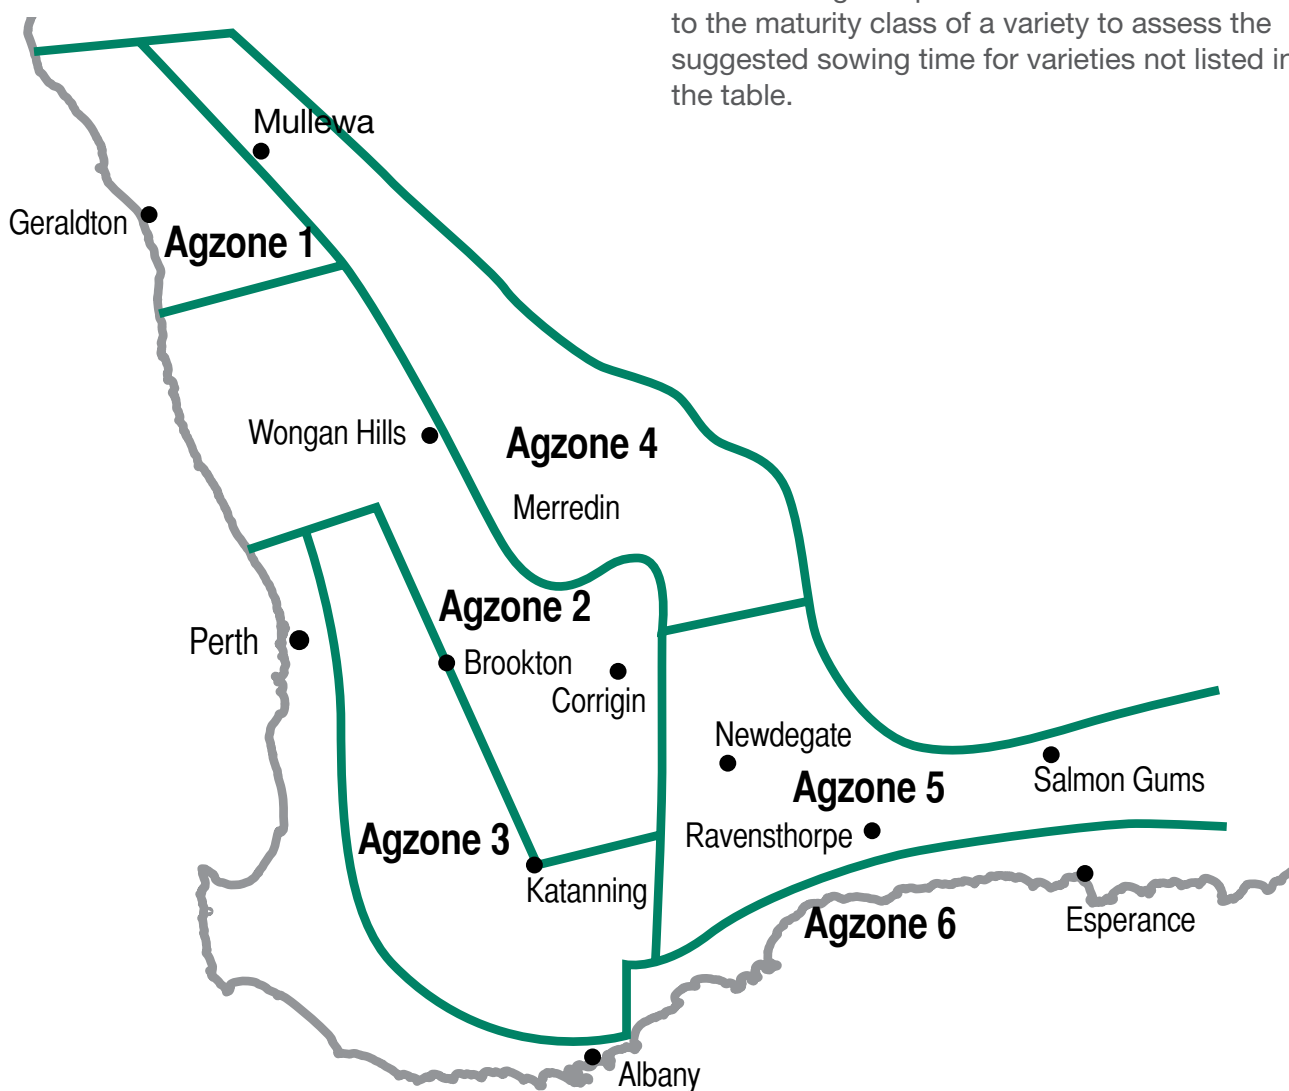 to the maturity class of a variety to assess the
suggested sowing time for varieties not listed in
the table.
Mullewa
Geraldton
Agzone 1
Wongan Hills
Agzone 4
Merredin
Agzone 2
Perth
Brookton
Corrigin
Newdegate
Agzone 5
Salmon Gums
Ravensthorpe
Agzone 3
Katanning
Agzone 6
Esperance
Albany